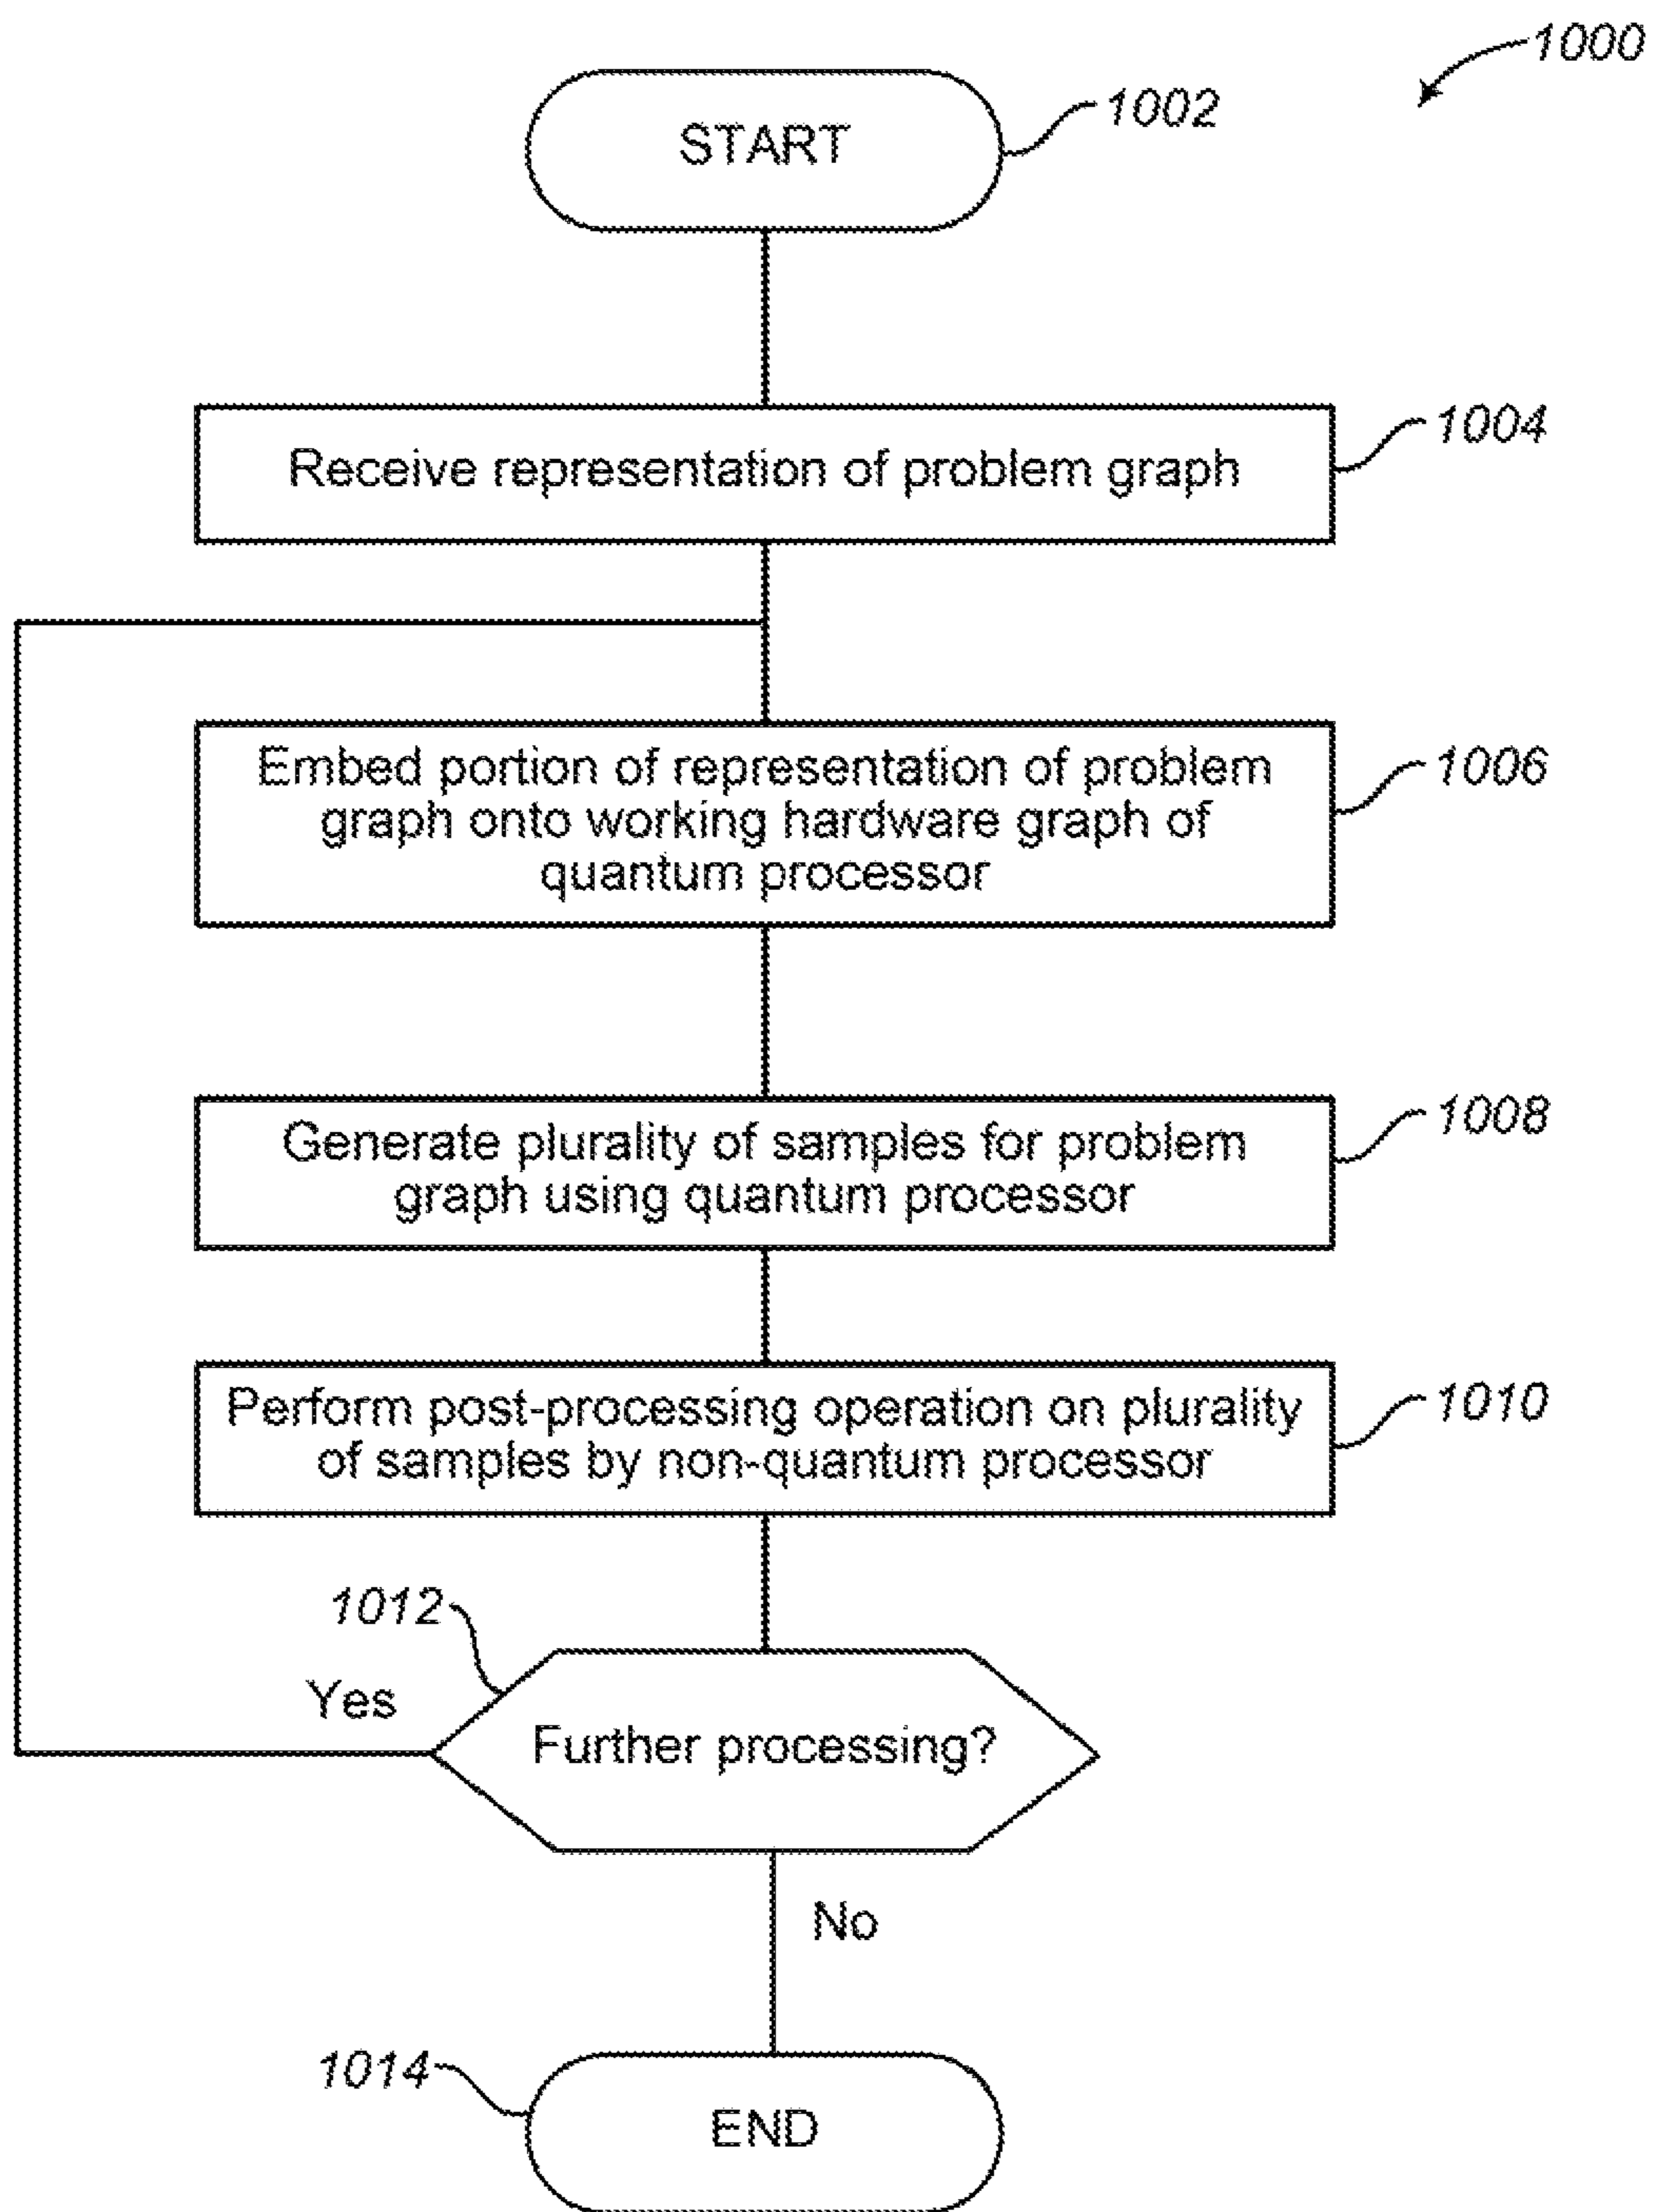 1000
START
1002
Receive representation of problem graph
1004
Embed portion of representation of problem
graph onto working hardware graph of
quantum processor
1006
Generate plurality of samples for problem
graph using quantum processor
1008
Perform post-processing operation on plurality
of samples by non-quantum processor
1010
1012
Yes
Further processing?
No
1014
END